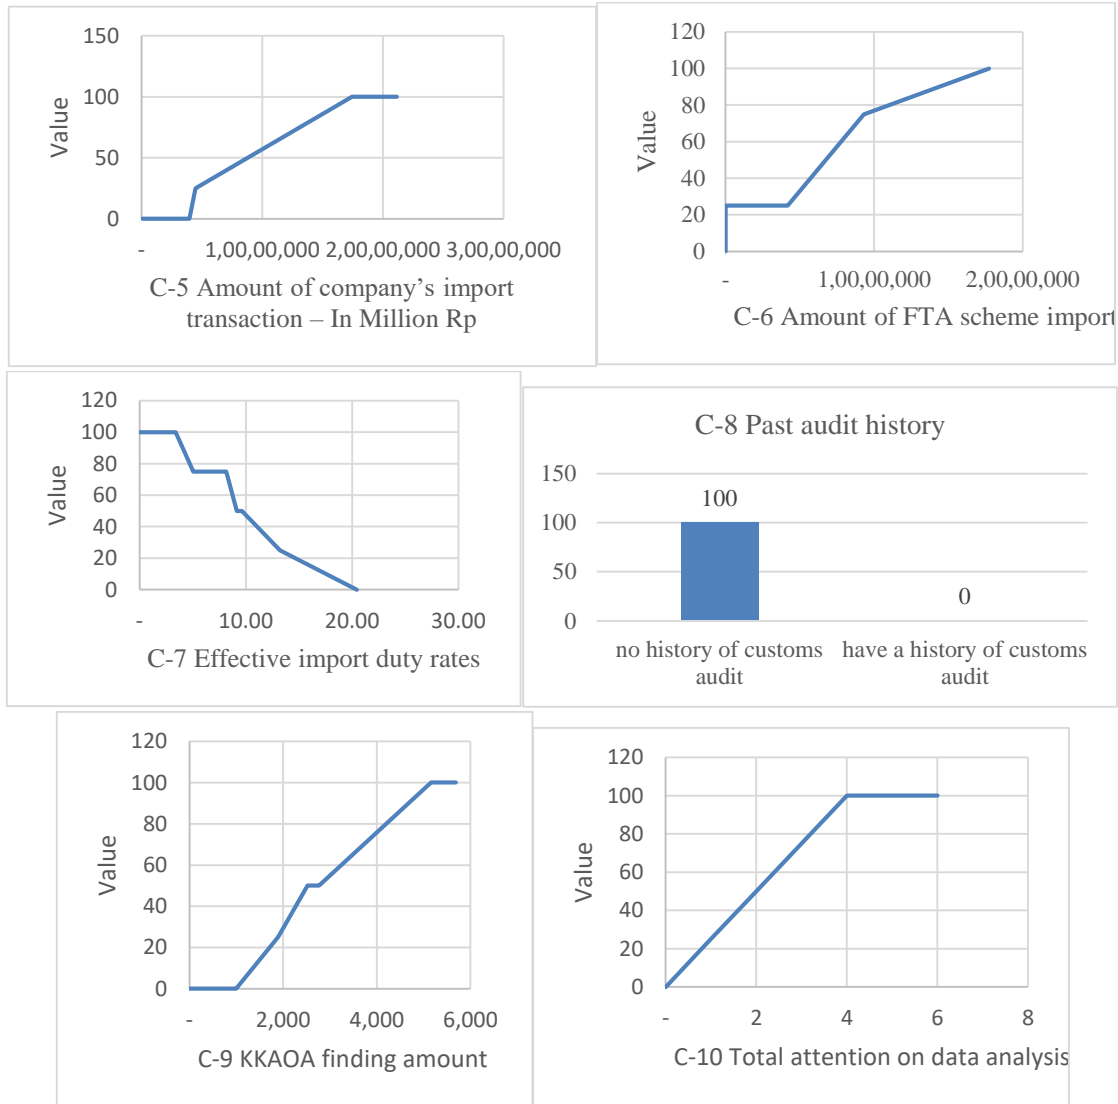 150
100
50
0
Value
- 1,00,00,000 2,00,00,000 3,00,00,000
C-5 Amount of company’s import
transaction – In Million Rp
120
100
80
60
40
20
0
Value
- 1,00,00,000 2,00,00,000
C-6 Amount of FTA scheme import
120
100
80
60
40
20
0
Value
- 10.00 20.00 30.00
C-7 Effective import duty rates
C-8 Past audit history
150
100
50
0
100
0
no history of customs
audit
have a history of customs
audit
120
100
80
60
40
20
0
Value
- 2,000 4,000 6,000
C-9 KKAOA finding amount
120
100
80
60
40
20
0
Value
- 2 4 6 8
C-10 Total attention on data analysis